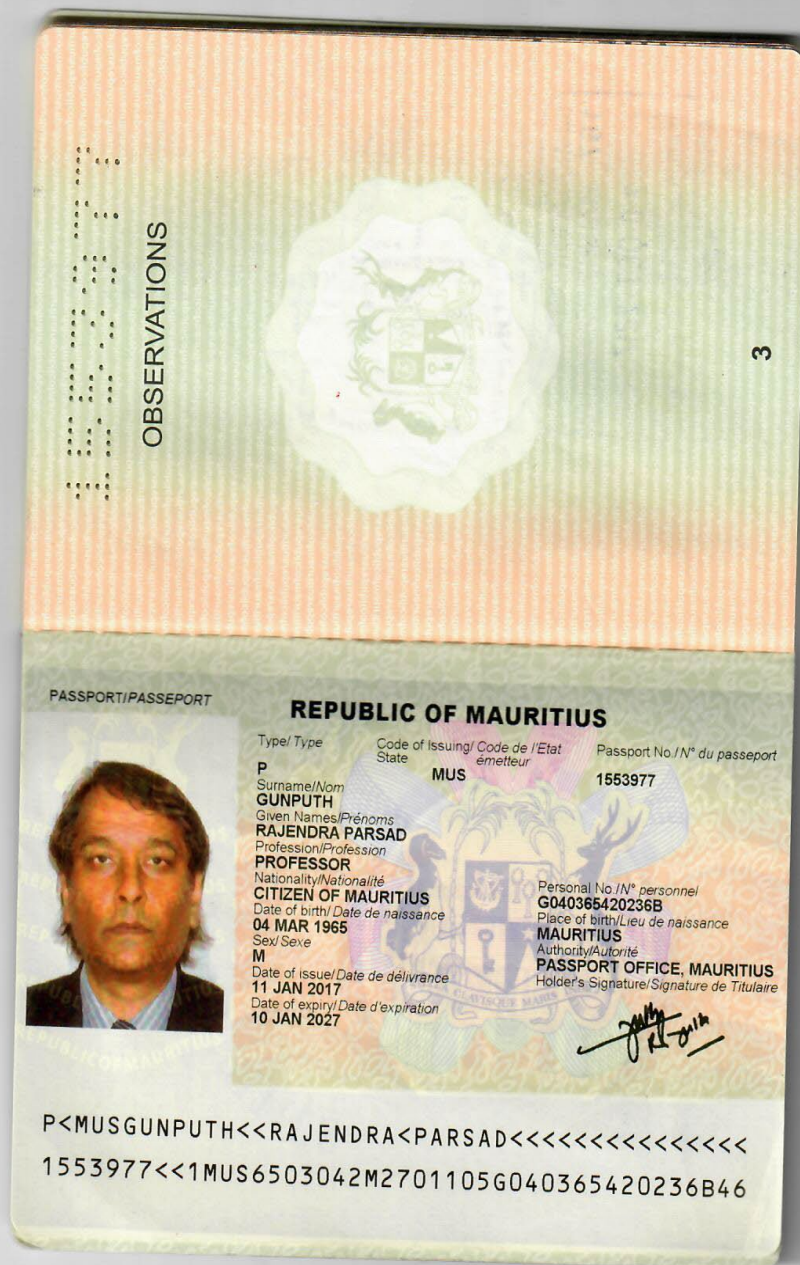 1553977
OBSERVATIONS
3
PASSPORT/PASSEPORT
REPUBLIC OF MAURITIUS
Type/Type Code of Issuing/ Code de l'Etat Passport No./N° du passeport
State émetteur
P MUS 1553977
Surname/Nom
GUNPUTH
Given Names/Prénoms
RAJENDRA PARSAD
Profession/Profession
PROFESSOR
Nationality/Nationalité
CITIZEN OF MAURITIUS
Date of birth/Date de naissance
04 MAR 1965
Sex/Sexe
M
Date of issue/Date de délivrance
11 JAN 2017
Date of expiry/Date d'expiration
10 JAN 2027
Personal No./N° personnel
G040365420236B
Place of birth/Lieu de naissance
MAURITIUS
Authority/Autorité
PASSPORT OFFICE, MAURITIUS
Holder's Signature/Signature de Titulaire
P<MUSGUNPUTH<<RAJENDRA<PARSAD<<<<<<<<<<<<<<<
1553977<<1MUS6503042M2701105G040365420236B46